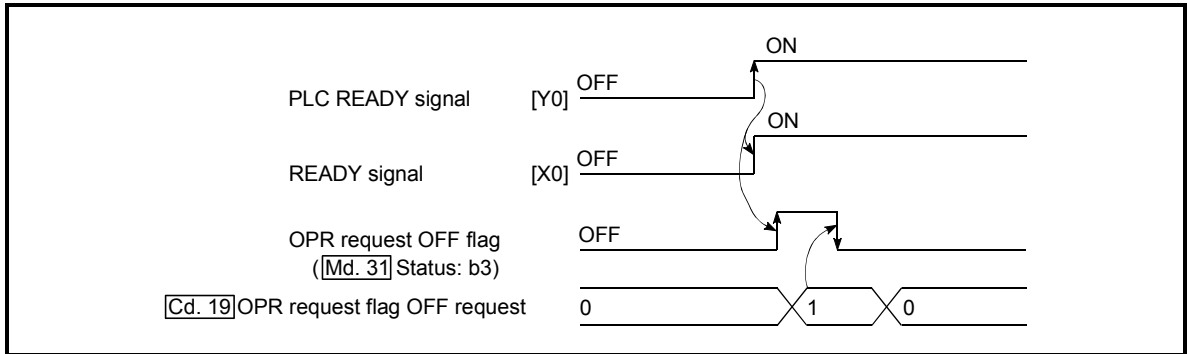 ON
PLC READY signal [Y0] OFF
ON
READY signal [X0] OFF
OPR request OFF flag OFF
(Md. 31 Status: b3)
Cd. 19 OPR request flag OFF request 0 1 0